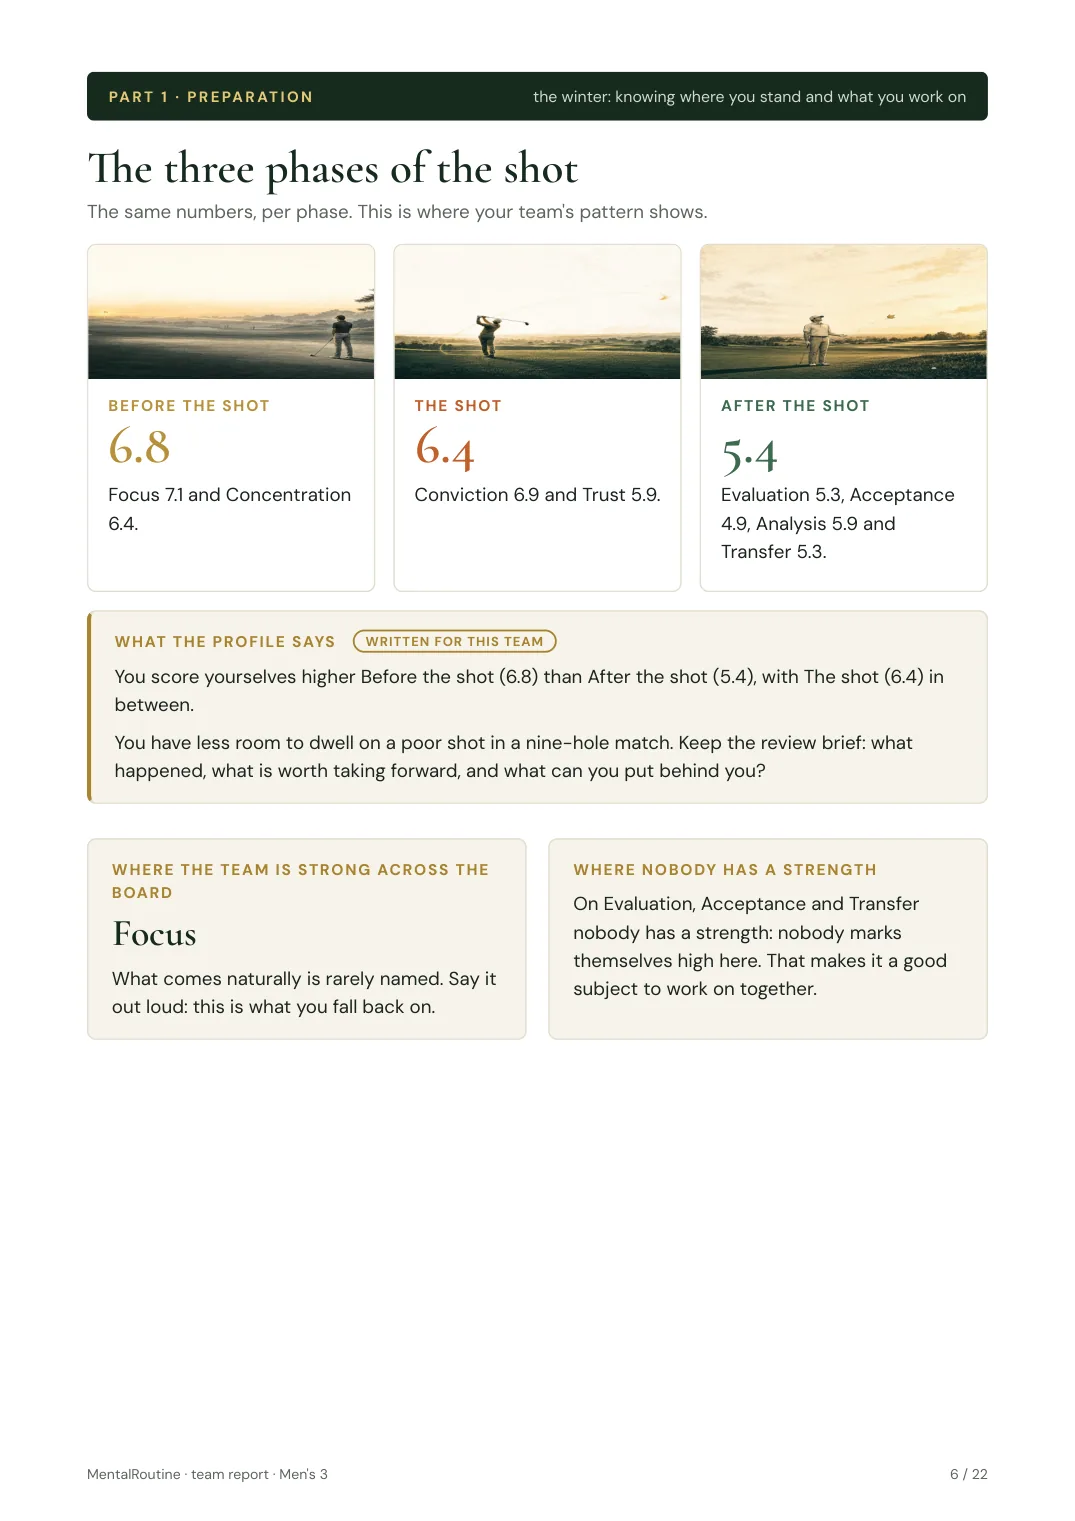 PART 1 · PREPARATION
the winter: knowing where you stand and what you work on
The three phases of the shot
The same numbers, per phase. This is where your team's pattern shows.
BEFORE THE SHOT
6.8
Focus 7.1 and Concentration
6.4.
THE SHOT
6.4
Conviction 6.9 and Trust 5.9.
AFTER THE SHOT
5.4
Evaluation 5.3, Acceptance
4.9, Analysis 5.9 and
Transfer 5.3.
WHAT THE PROFILE SAYS
WRITTEN FOR THIS TEAM
You score yourselves higher Before the shot (6.8) than After the shot (5.4), with The shot (6.4) in
between.
You have less room to dwell on a poor shot in a nine-hole match. Keep the review brief: what
happened, what is worth taking forward, and what can you put behind you?
WHERE THE TEAM IS STRONG ACROSS THE
BOARD
Focus
What comes naturally is rarely named. Say it
out loud: this is what you fall back on.
WHERE NOBODY HAS A STRENGTH
On Evaluation, Acceptance and Transfer
nobody has a strength: nobody marks
themselves high here. That makes it a good
subject to work on together.
MentalRoutine · team report · Men's 3
6 / 22